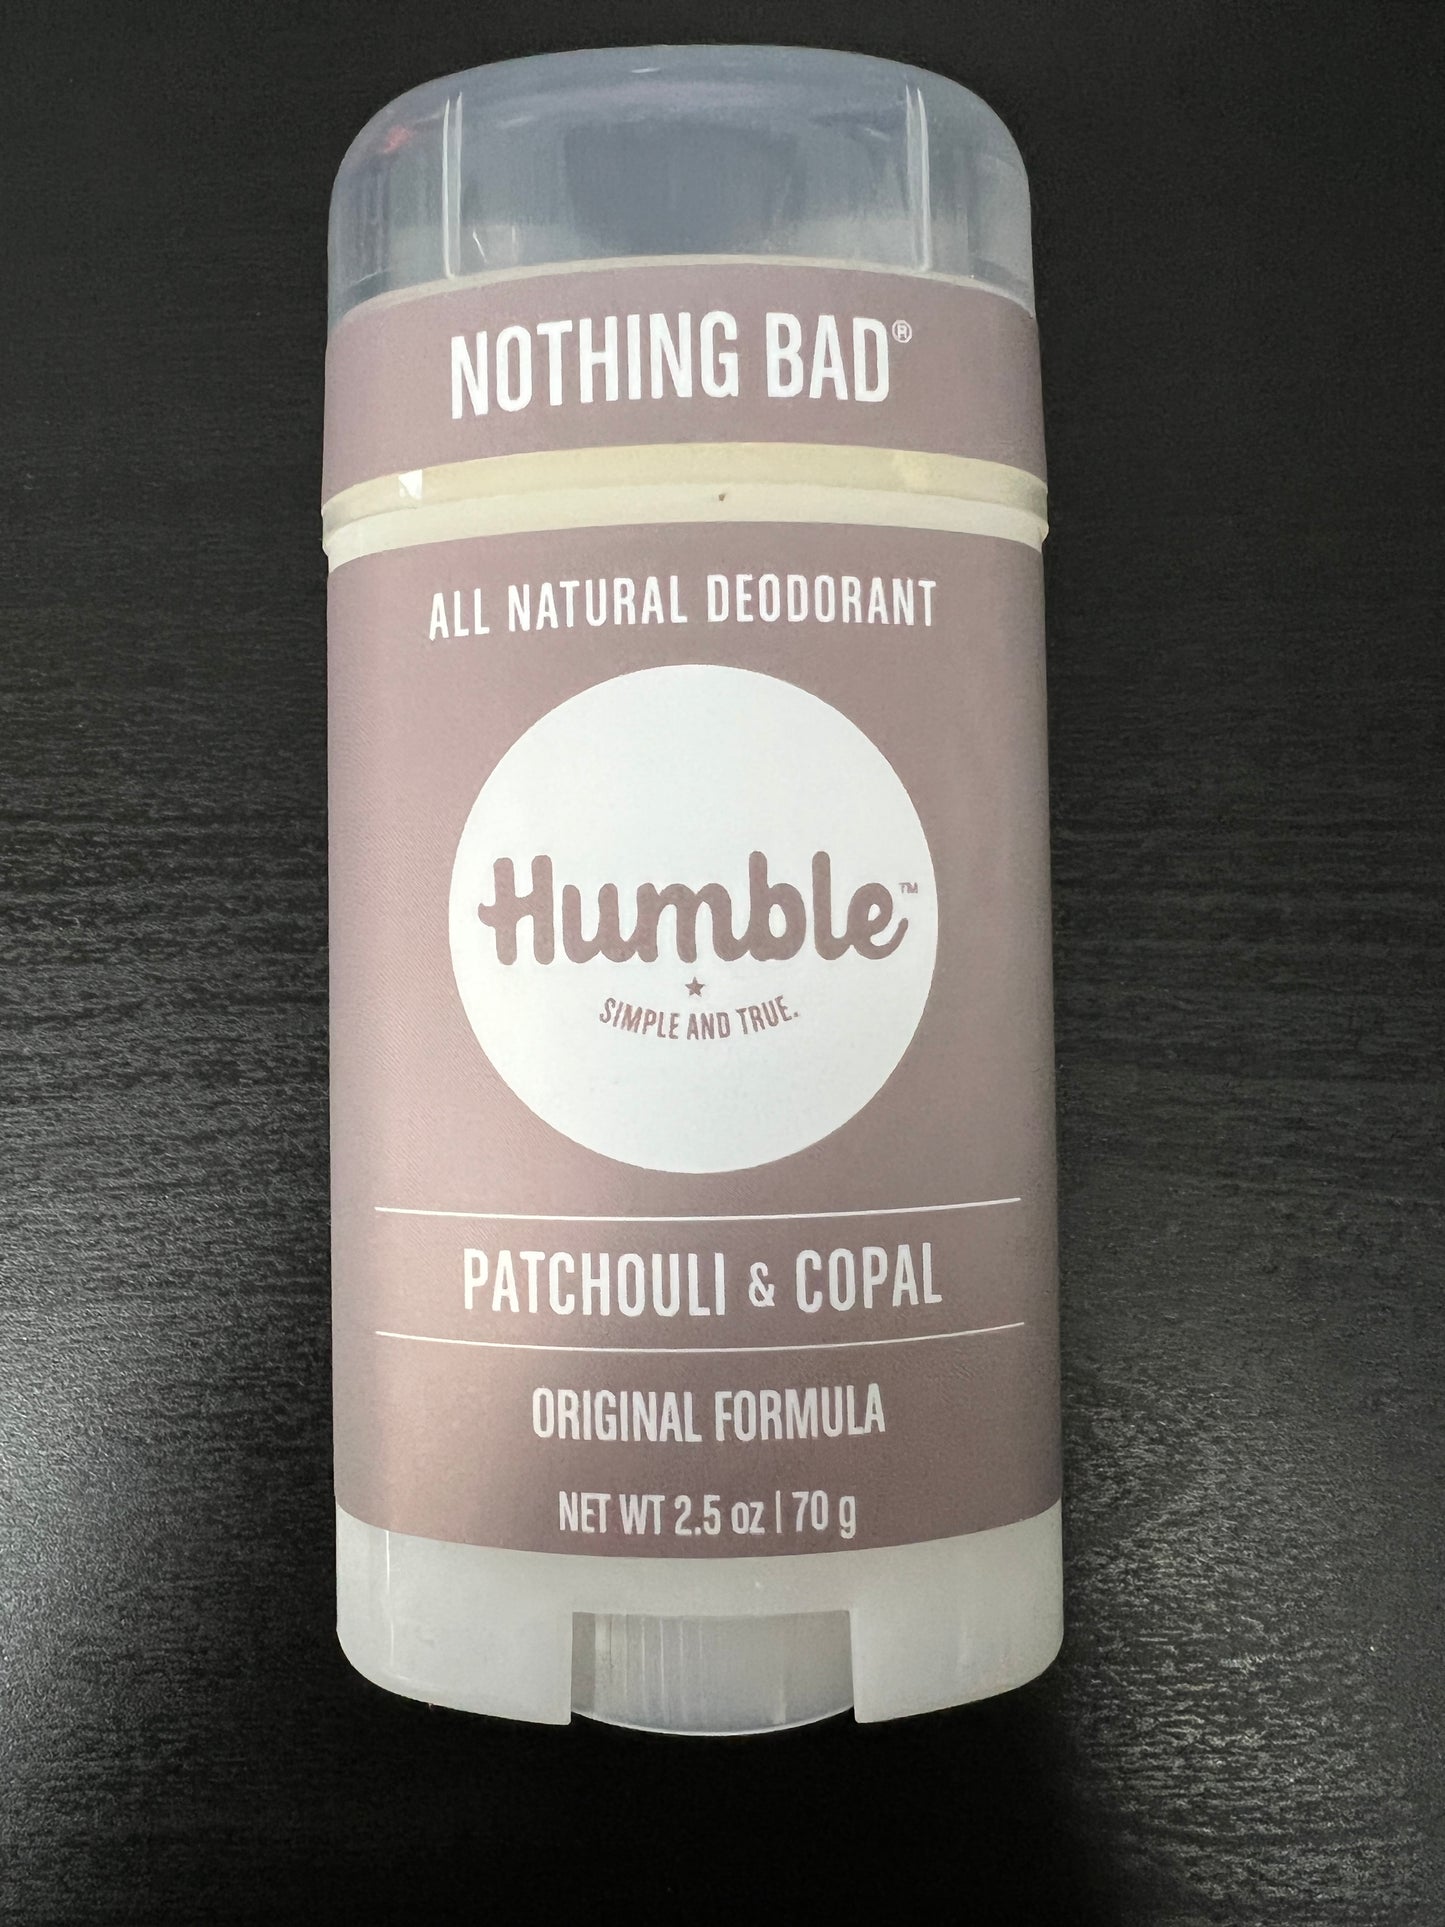 NOTHING BAD®
ALL NATURAL DEODORANT
Humble™
SIMPLE AND TRUE.
PATCHOULI & COPAL
ORIGINAL FORMULA
NET WT 2.5 oz | 70 g